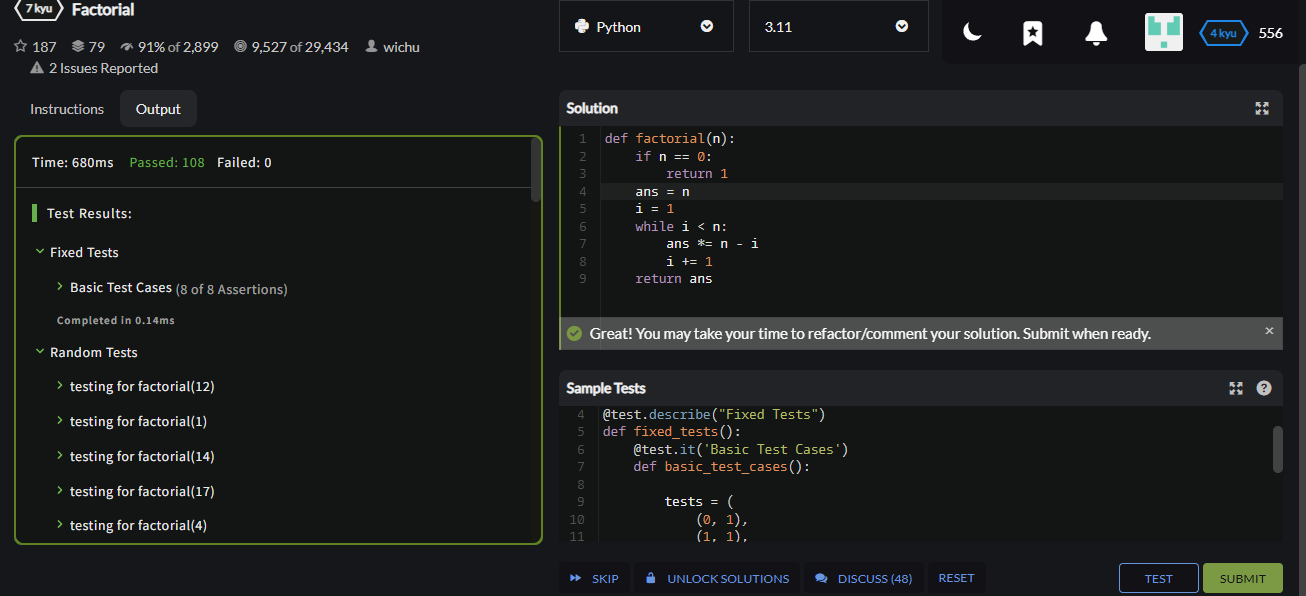 7 kyu Factorial
187 79 91% of 2,899 9,527 of 29,434 wichu
2 Issues Reported
Python
3.11
4 kyu 556
Instructions Output
Time: 680ms Passed: 108 Failed: 0
Test Results:
Fixed Tests
Basic Test Cases (8 of 8 Assertions)
Completed in 0.14ms
Random Tests
testing for factorial(12)
testing for factorial(1)
testing for factorial(14)
testing for factorial(17)
testing for factorial(4)
Solution
1 def factorial(n):
2     if n == 0:
3         return 1
4     ans = n
5     i = 1
6     while i < n:
7         ans *= n - i
8         i += 1
9     return ans
Great! You may take your time to refactor/comment your solution. Submit when ready. ×
Sample Tests ?
4 @test.describe("Fixed Tests")
5 def fixed_tests():
6     @test.it('Basic Test Cases')
7     def basic_test_cases():
8
9         tests = (
10             (0, 1),
11             (1, 1),
SKIP UNLOCK SOLUTIONS DISCUSS (48) RESET TEST SUBMIT